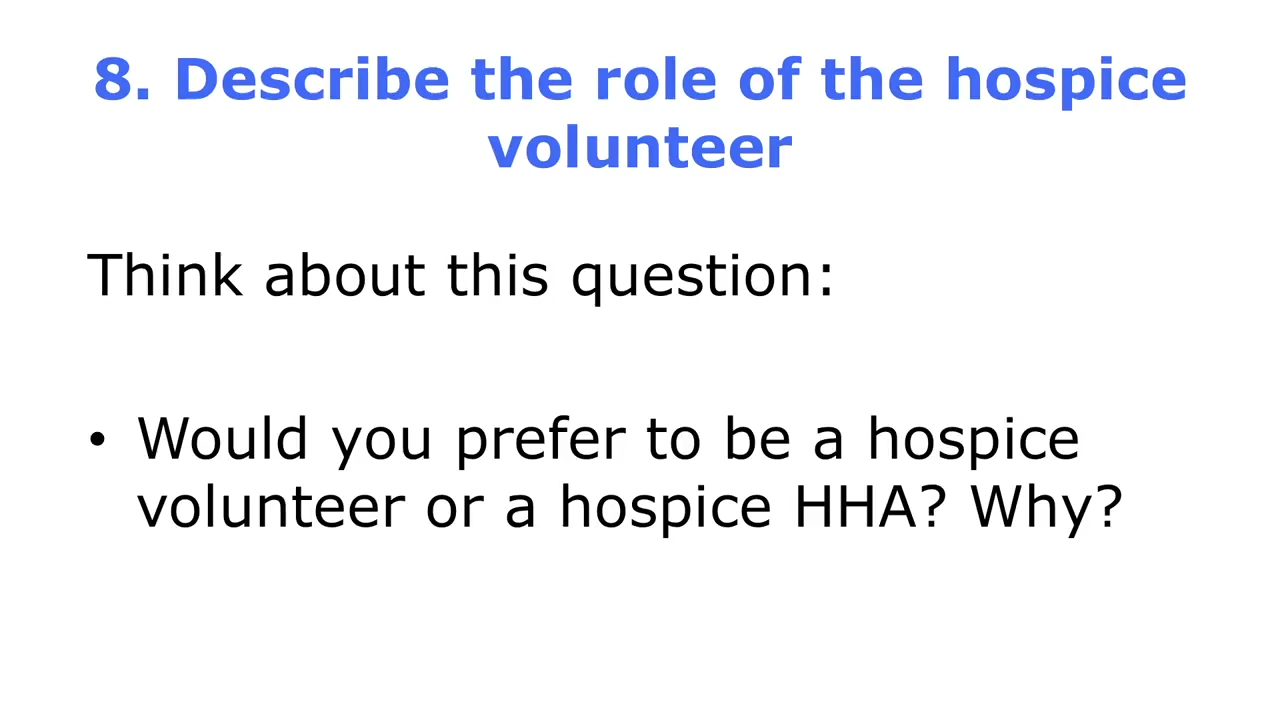 8. Describe the role of the hospice
volunteer
Think about this question:
• Would you prefer to be a hospice
volunteer or a hospice HHA? Why?